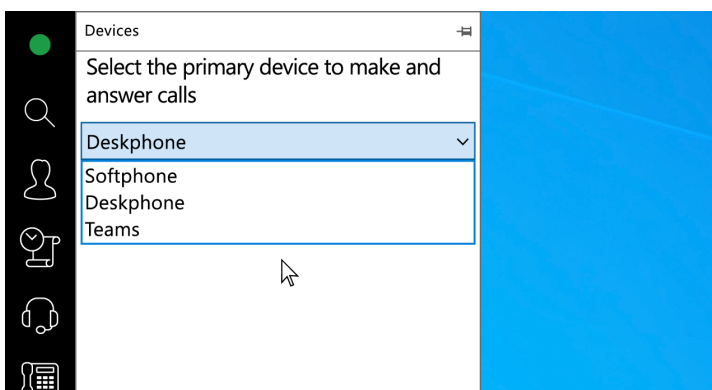 Devices
Select the primary device to make and
answer calls
Deskphone
Softphone
Deskphone
Teams